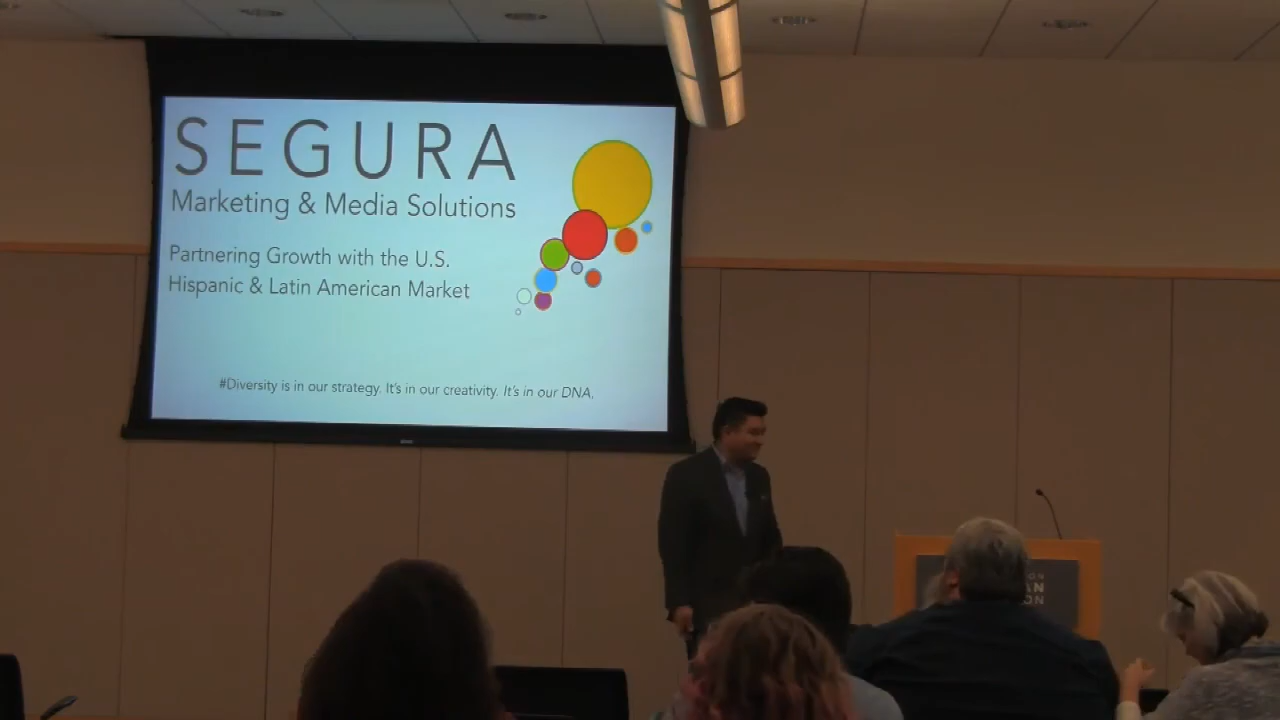 SEGURA
Marketing & Media Solutions
Partnering Growth with the U.S.
Hispanic & Latin American Market
#Diversity is in our strategy. It's in our creativity. It's in our DNA.